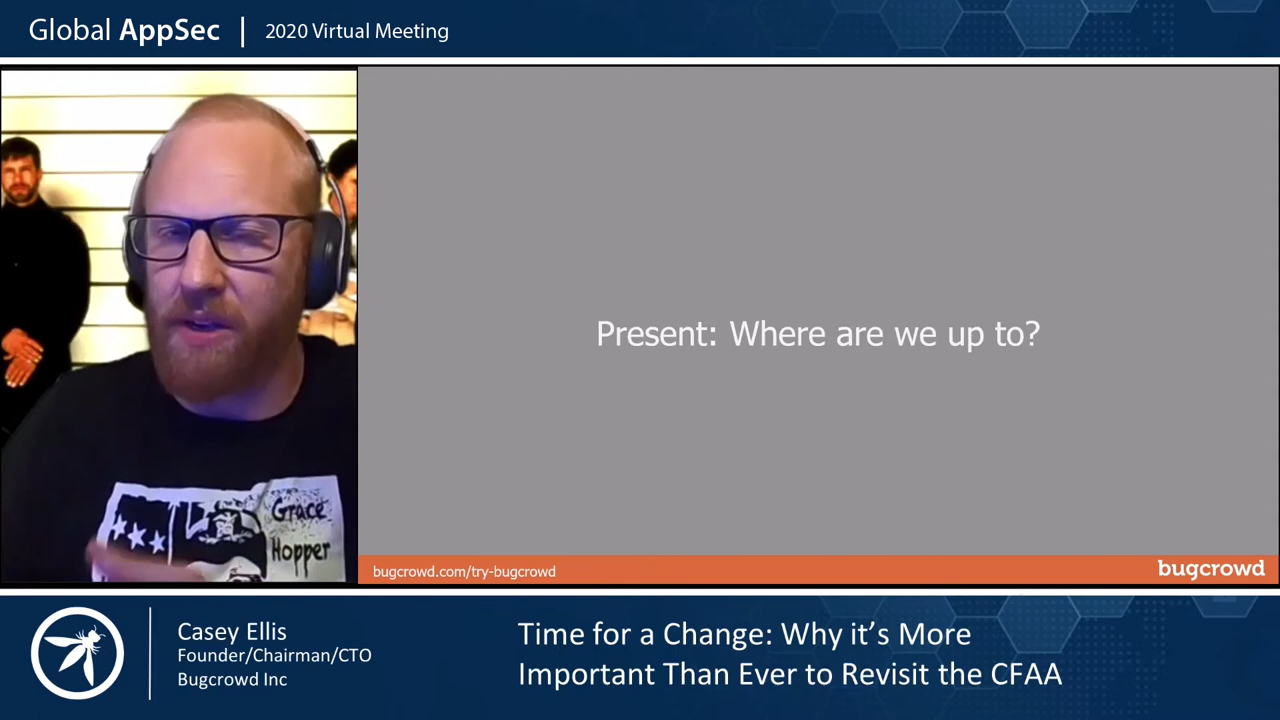 Global AppSec | 2020 Virtual Meeting
Present: Where are we up to?
Grace
Hopper
bugcrowd.com/try-bugcrowd
bugcrowd
Casey Ellis
Founder/Chairman/CTO
Bugcrowd Inc
Time for a Change: Why it's More
Important Than Ever to Revisit the CFAA